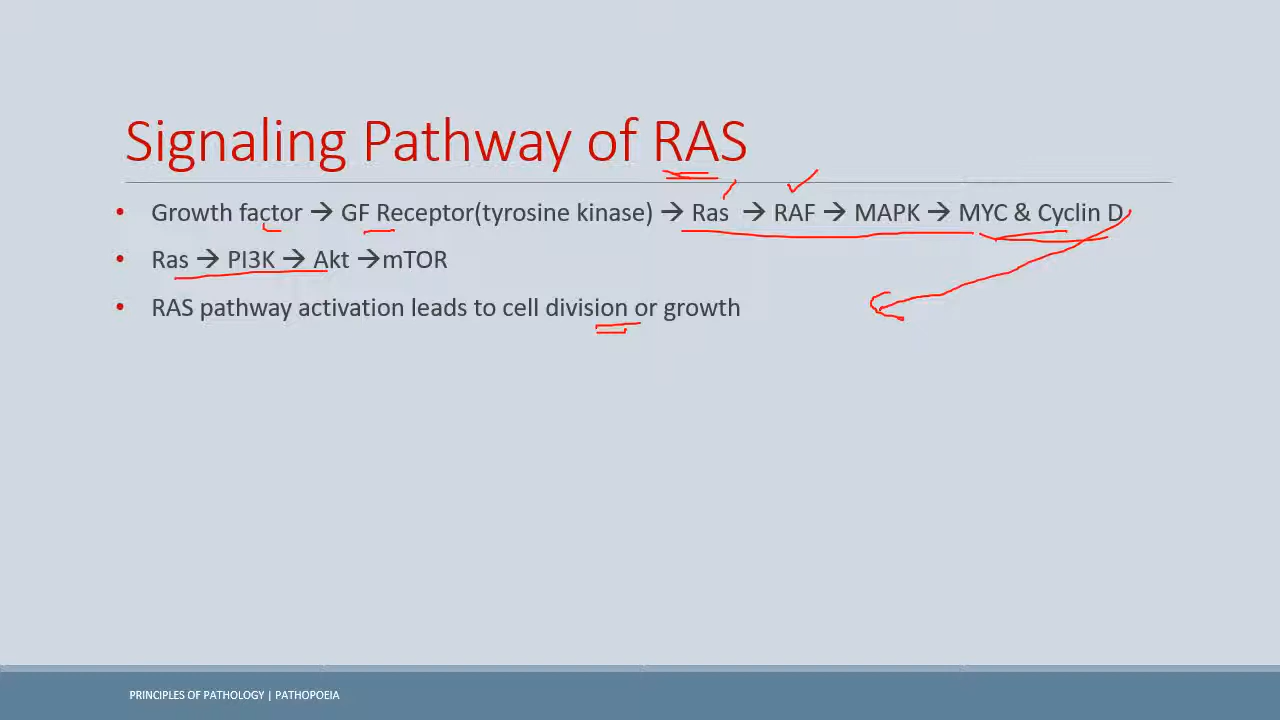 Signaling Pathway of RAS
• Growth factor → GF Receptor(tyrosine kinase) → Ras → RAF → MAPK → MYC & Cyclin D
• Ras → PI3K → Akt →mTOR
• RAS pathway activation leads to cell division or growth
PRINCIPLES OF PATHOLOGY | PATHOPOEIA